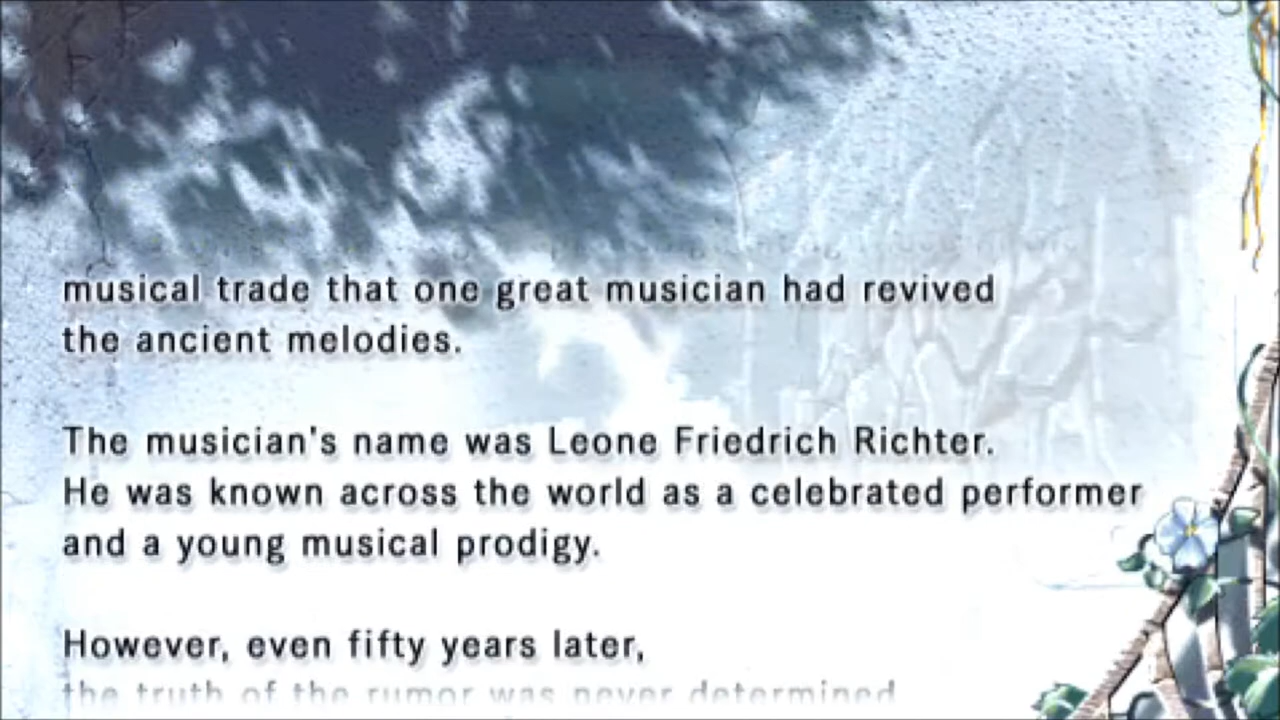 musical trade that one great musician had revived
the ancient melodies.
The musician's name was Leone Friedrich Richter.
He was known across the world as a celebrated performer
and a young musical prodigy.
However, even fifty years later,
the truth of the rumor was never determined